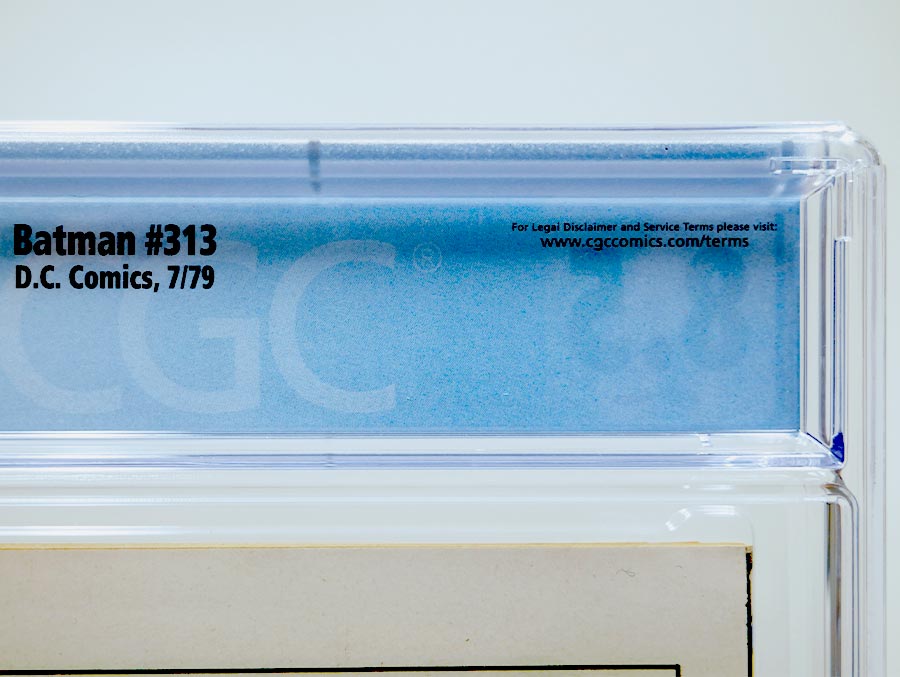 Batman #313
D.C. Comics, 7/79
For Legal Disclaimer and Service Terms please visit:
www.cgccomics.com/terms
CGC®